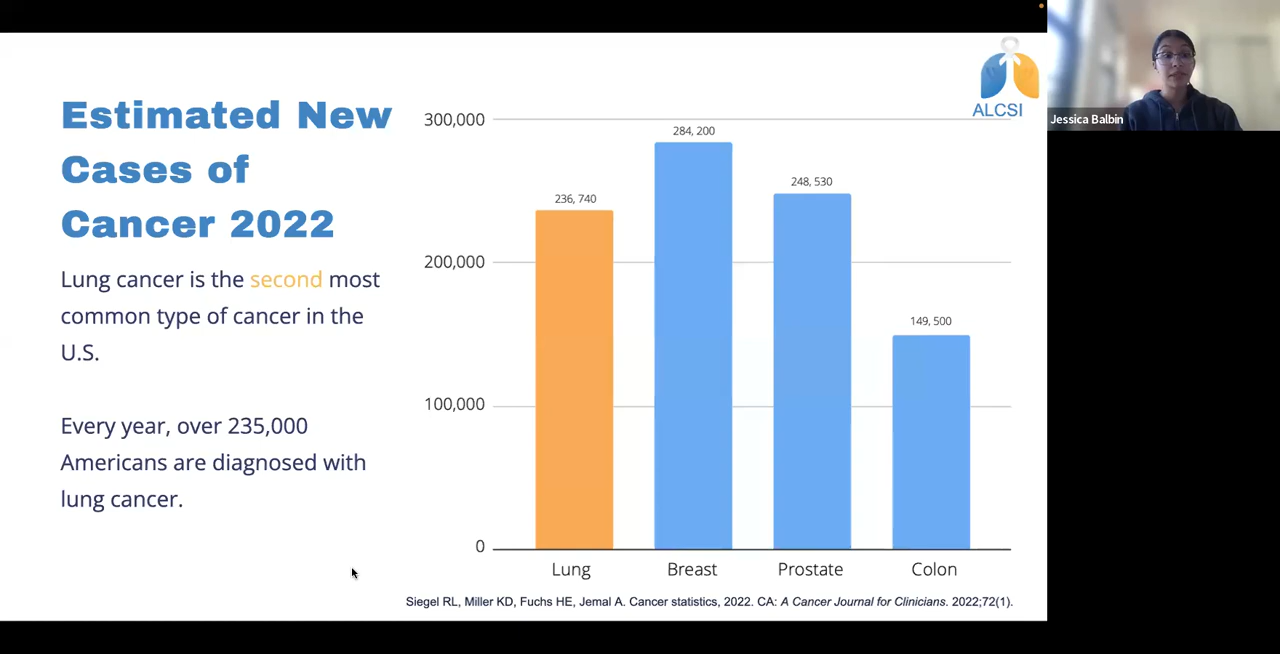 Estimated New
Cases of
Cancer 2022
Lung cancer is the second most
common type of cancer in the
U.S.
Every year, over 235,000
Americans are diagnosed with
lung cancer.
300,000
200,000
100,000
0
236, 740
284, 200
248, 530
149, 500
Lung
Breast
Prostate
Colon
Siegel RL, Miller KD, Fuchs HE, Jemal A. Cancer statistics, 2022. CA: A Cancer Journal for Clinicians. 2022;72(1).
ALCSI
Jessica Balbin